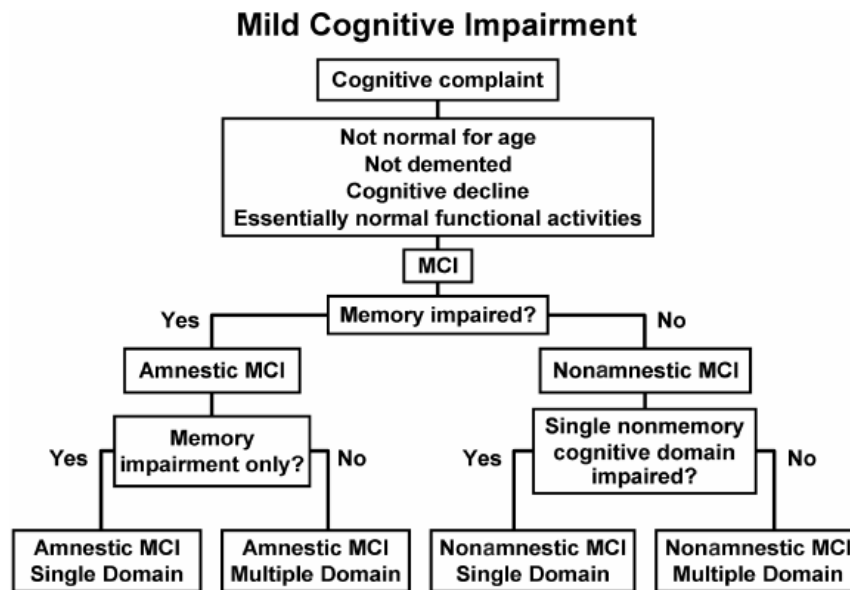 Mild Cognitive Impairment
Cognitive complaint
Not normal for age
Not demented
Cognitive decline
Essentially normal functional activities
MCI
Yes
Memory impaired?
No
Amnestic MCI
Nonamnestic MCI
Yes
Memory
impairment only?
No
Yes
Single nonmemory
cognitive domain
impaired?
No
Amnestic MCI
Single Domain
Amnestic MCI
Multiple Domain
Nonamnestic MCI
Single Domain
Nonamnestic MCI
Multiple Domain